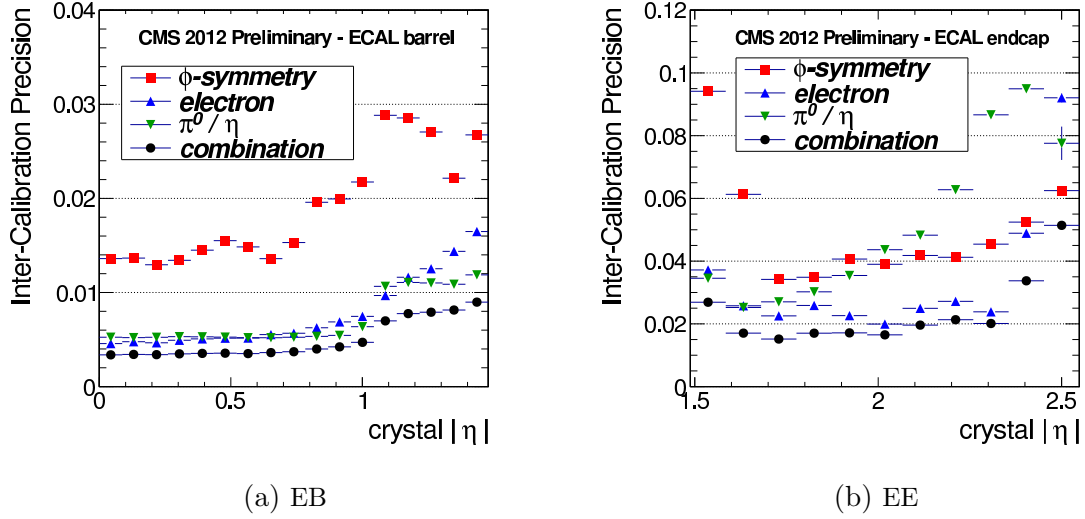 CMS 2012 Preliminary - ECAL barrel
ϕ-symmetry
electron
π⁰ / η
combination
Inter-Calibration Precision
0.04
0.03
0.02
0.01
0
0
0.5
1
crystal | η |
(a) EB
CMS 2012 Preliminary - ECAL endcap
ϕ-symmetry
electron
π⁰ / η
combination
Inter-Calibration Precision
0.12
0.1
0.08
0.06
0.04
0.02
0
1.5
2
2.5
crystal | η |
(b) EE